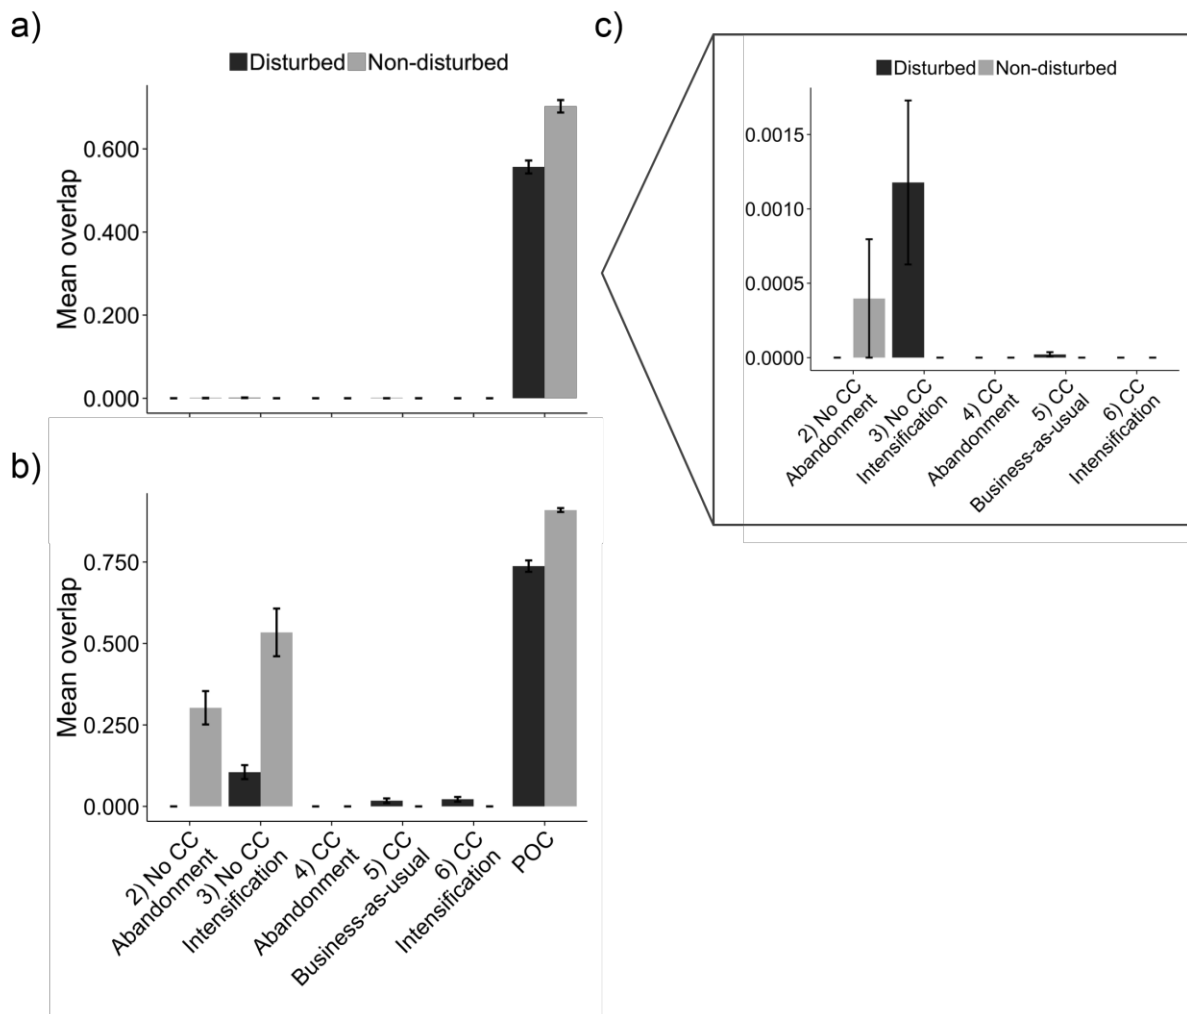 a)
Disturbed Non-disturbed
Mean overlap
0.600
0.400
0.200
0.000
b)
Mean overlap
0.750
0.500
0.250
0.000
2) No CC
Abandonment
3) No CC
Intensification
4) CC
Abandonment
5) CC
Business-as-usual
6) CC
Intensification
POC
c)
Disturbed Non-disturbed
0.0015
0.0010
0.0005
0.0000
2) No CC
Abandonment
3) No CC
Intensification
4) CC
Abandonment
5) CC
Business-as-usual
6) CC
Intensification